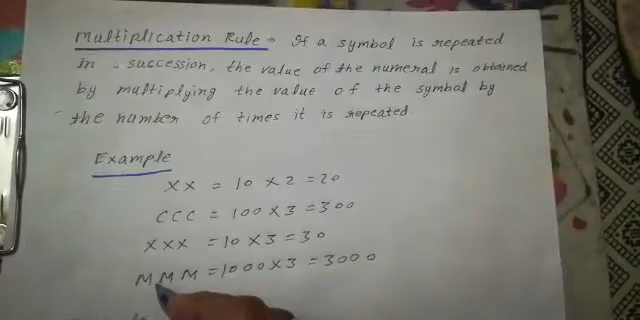 Multiplication Rule → If a symbol is repeated
in succession, the value of the numeral is obtained
by multiplying the value of the symbol by
the number of times it is repeated
Example
XX = 10 × 2 = 20
CCC = 100 × 3 = 300
XXX = 10 × 3 = 30
MMM = 1000 × 3 = 3000